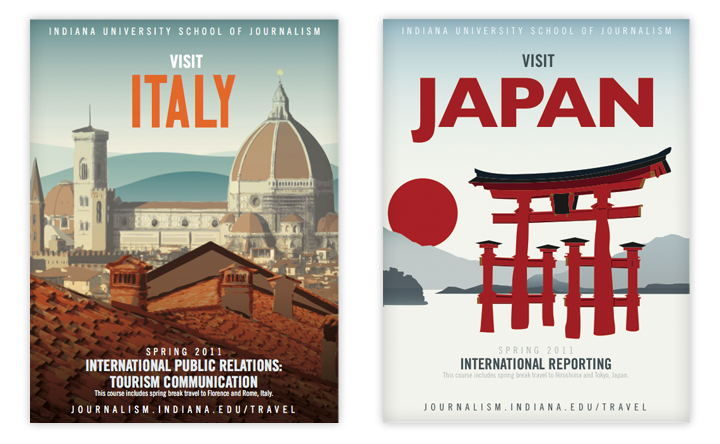 INDIANA UNIVERSITY SCHOOL OF JOURNALISM
VISIT
ITALY
SPRING 2011
INTERNATIONAL PUBLIC RELATIONS:
TOURISM COMMUNICATION
This course includes spring break travel to Florence and Rome, Italy.
JOURNALISM.INDIANA.EDU/TRAVEL
INDIANA UNIVERSITY SCHOOL OF JOURNALISM
VISIT
JAPAN
SPRING 2011
INTERNATIONAL REPORTING
This course includes spring break travel to Hiroshima and Tokyo, Japan.
JOURNALISM.INDIANA.EDU/TRAVEL